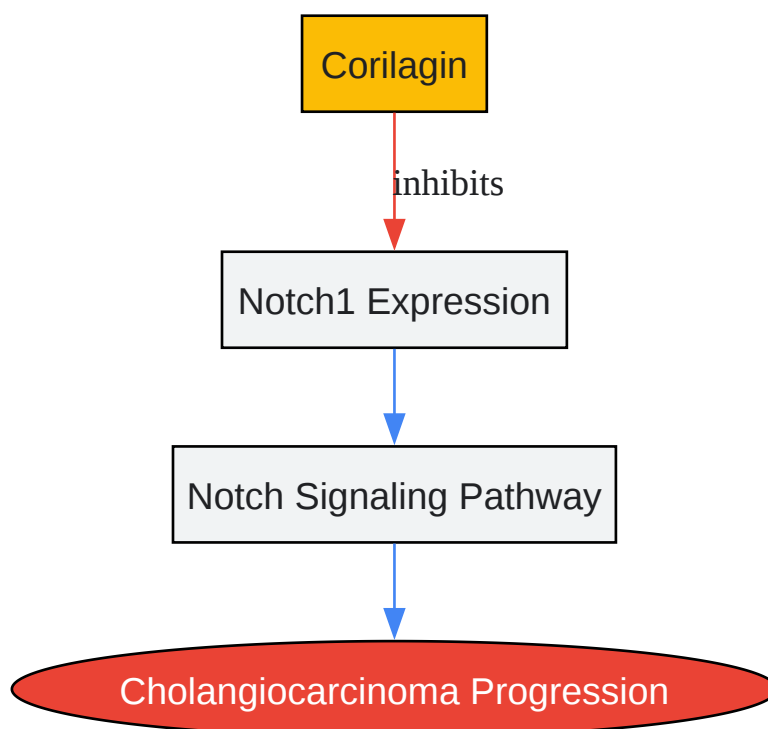 Corilagin
inhibits
Notch1 Expression
Notch Signaling Pathway
Cholangiocarcinoma Progression